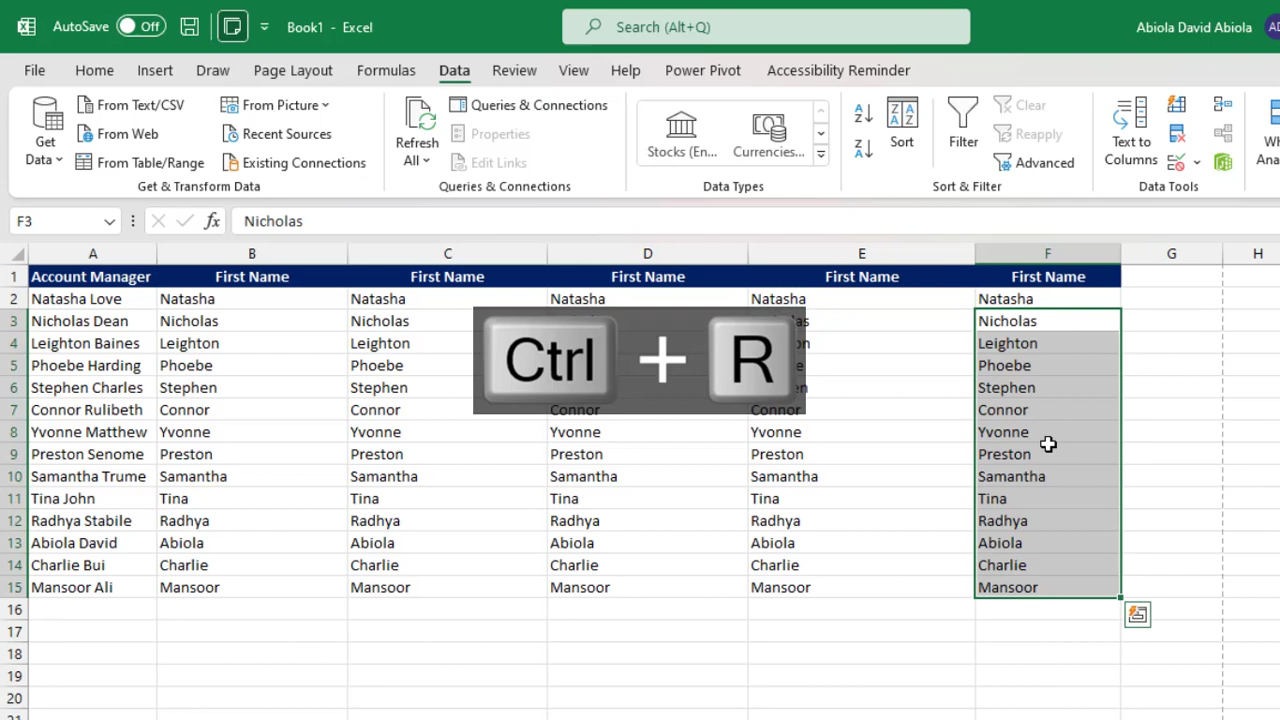 AutoSave Off Book1 - Excel Search (Alt+Q) Abiola David Abiola AD
File Home Insert Draw Page Layout Formulas Data Review View Help Power Pivot Accessibility Reminder
From Text/CSV From Picture Queries & Connections Clear
Get Data From Web Recent Sources Refresh All Properties Stocks (En... Currencies... Sort Filter Reapply Text to Columns
From Table/Range Existing Connections Edit Links Advanced
Get & Transform Data Queries & Connections Data Types Sort & Filter Data Tools
F3 fx Nicholas
A B C D E F G H
1 Account Manager First Name First Name First Name First Name First Name
2 Natasha Love Natasha Natasha Natasha Natasha Natasha
3 Nicholas Dean Nicholas Nicholas Nicholas
4 Leighton Baines Leighton Leighton Leighton
5 Phoebe Harding Phoebe Phoebe Phoebe
6 Stephen Charles Stephen Stephen Stephen
Ctrl + R
7 Connor Rulibeth Connor Connor Connor Connor Connor
8 Yvonne Matthew Yvonne Yvonne Yvonne Yvonne Yvonne
9 Preston Senome Preston Preston Preston Preston Preston
10 Samantha Trume Samantha Samantha Samantha Samantha Samantha
11 Tina John Tina Tina Tina Tina Tina
12 Radhya Stabile Radhya Radhya Radhya Radhya Radhya
13 Abiola David Abiola Abiola Abiola Abiola Abiola
14 Charlie Bui Charlie Charlie Charlie Charlie Charlie
15 Mansoor Ali Mansoor Mansoor Mansoor Mansoor Mansoor
16
17
18
19
20